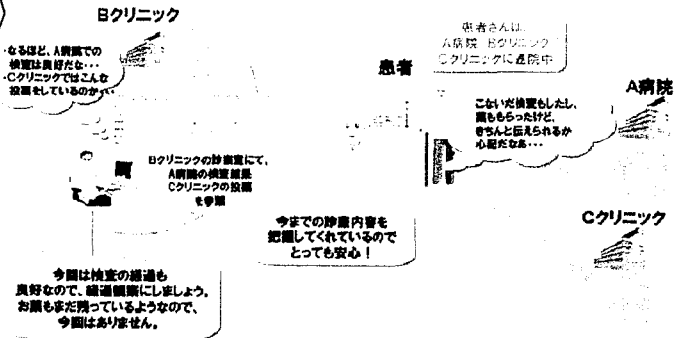 Bクリニック
・なるほど、A病院での
検査は良好だな・・・
・Cクリニックではこんな
投薬をしているのか・・・
患者さんは、
A病院 Bクリニック
Cクリニックに通院中
患者
A病院
こないだ検査もしたし、
薬ももらったけど、
きちんと伝えられるか
心配だなあ・・・
Bクリニックの診察室にて、
A病院の検査結果
Cクリニックの投薬
を参照
Cクリニック
今までの診療内容を
把握してくれているので
とっても安心！
今回は検査の経過も
良好なので、経過観察にしましょう。
お薬もまだ残っているようなので、
今回はありません。